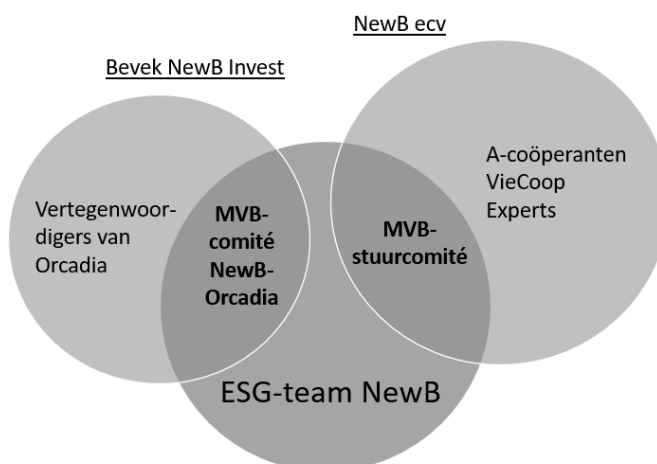 NewB ecv
Bevek NewB Invest
A-coöperanten
VieCoop
Experts
Vertegenwoor-
digers van
Orcadia
MVB-
comité
NewB-
Orcadia
MVB-
stuurcomité
ESG-team NewB